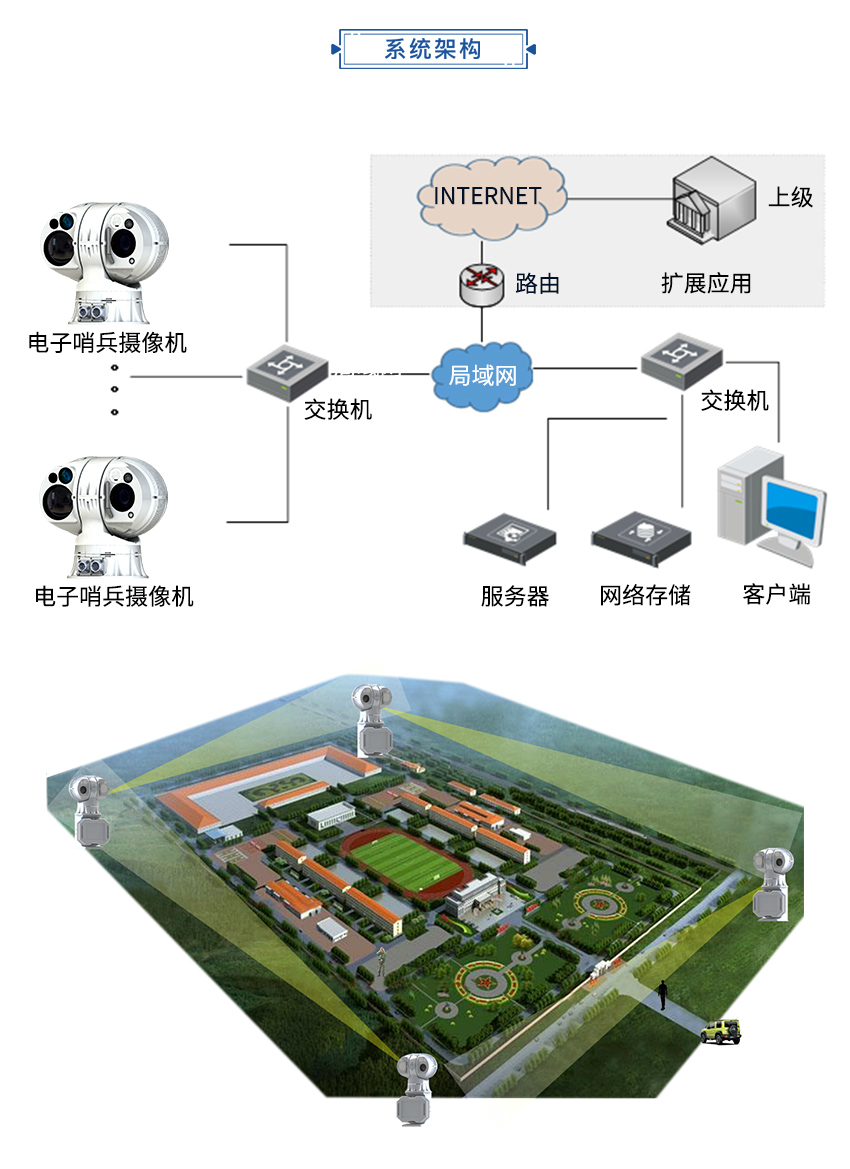 系统架构
INTERNET
上级
路由
扩展应用
电子哨兵摄像机
局域网
交换机
交换机
电子哨兵摄像机
服务器
网络存储
客户端